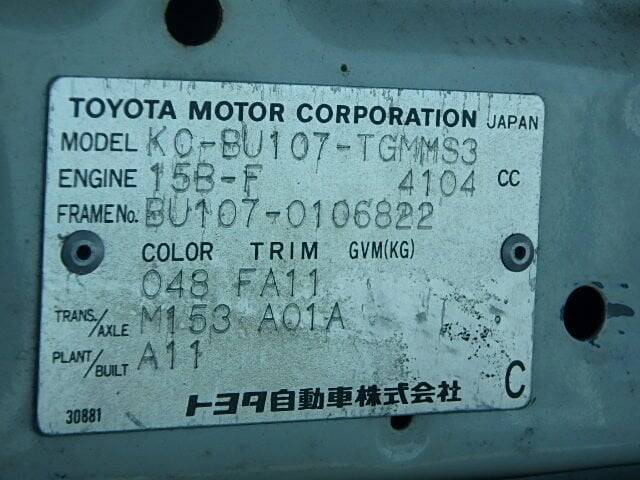 TOYOTA MOTOR CORPORATION JAPAN
MODEL KC-BU107-TGMMS3
ENGINE 15B-F 4104 CC
FRAME No. BU107-0106822
COLOR TRIM GVM(KG)
048 FA11
TRANS./AXLE M153 A01A
PLANT/BUILT A11
トヨタ自動車株式会社 C
30881